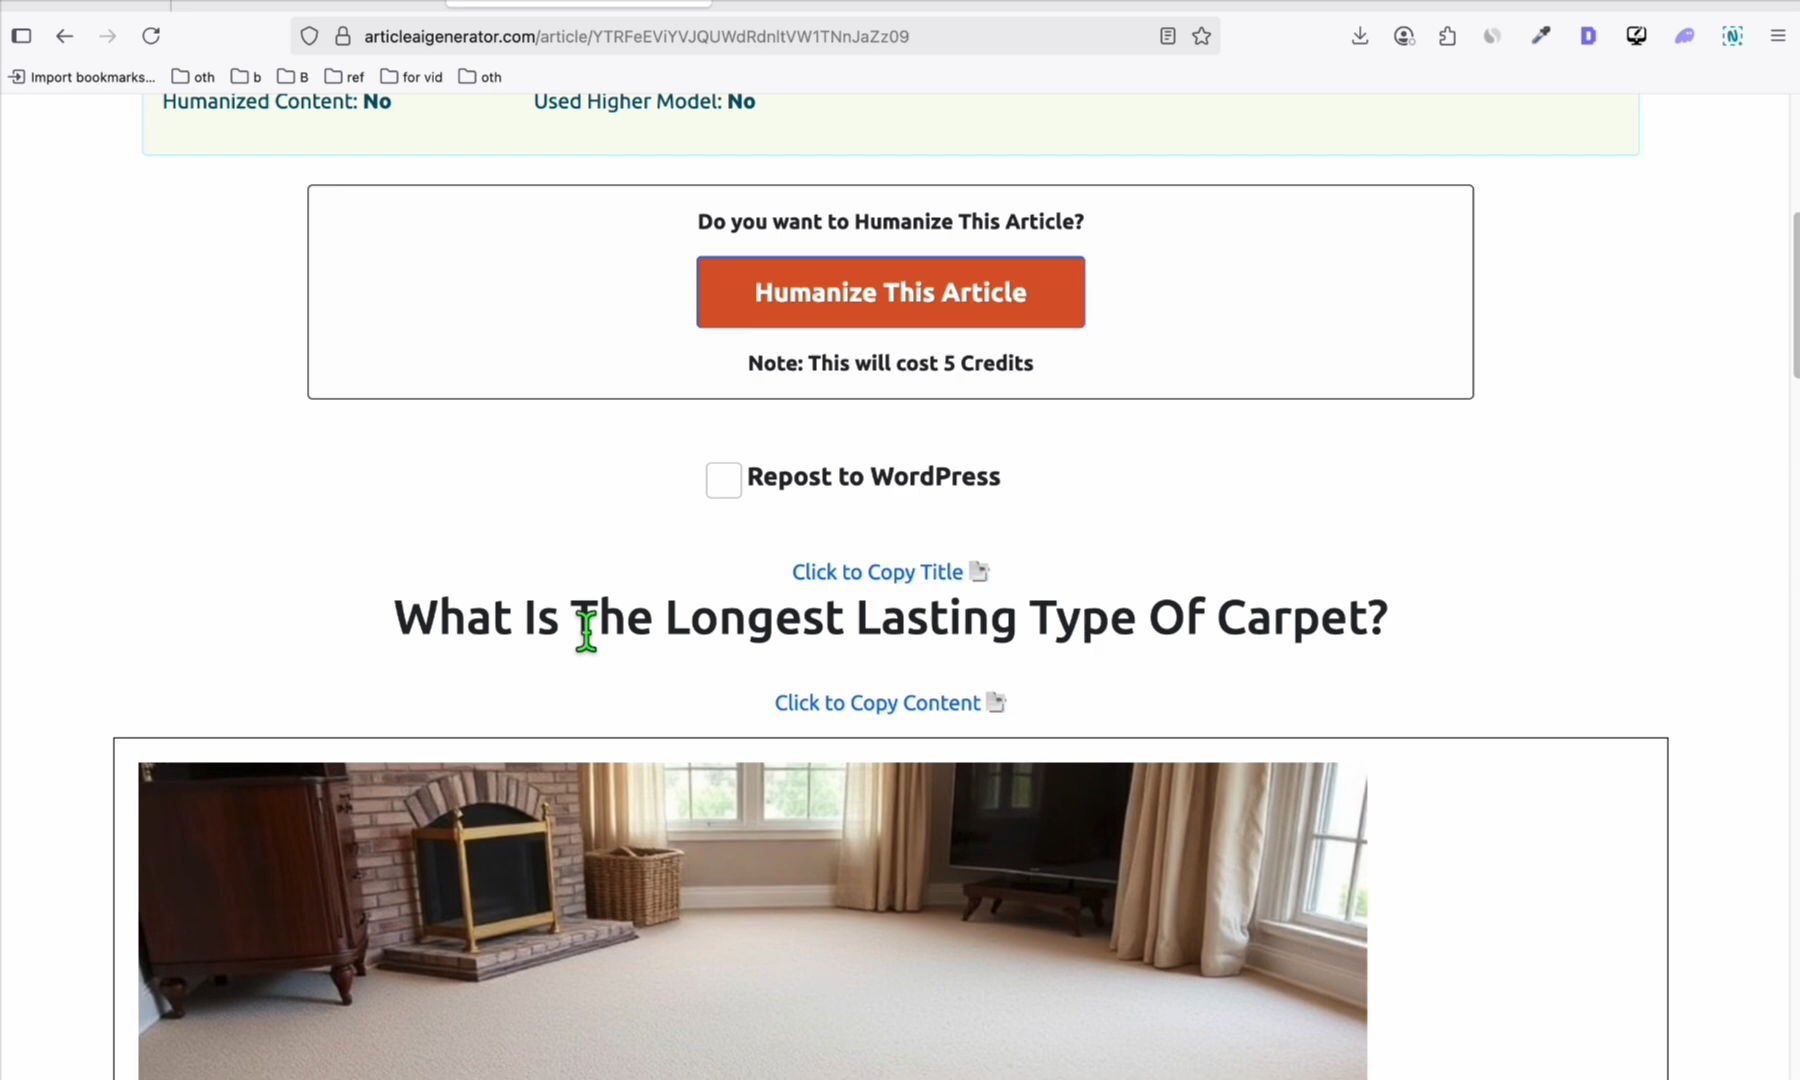 articleaigenerator.com/article/YTRFeEViYVJQUWdRdnltVW1TNnJaZz09
Import bookmarks... oth b B ref for vid oth
Humanized Content: No Used Higher Model: No
Do you want to Humanize This Article?
Humanize This Article
Note: This will cost 5 Credits
Repost to WordPress
Click to Copy Title
What Is The Longest Lasting Type Of Carpet?
Click to Copy Content